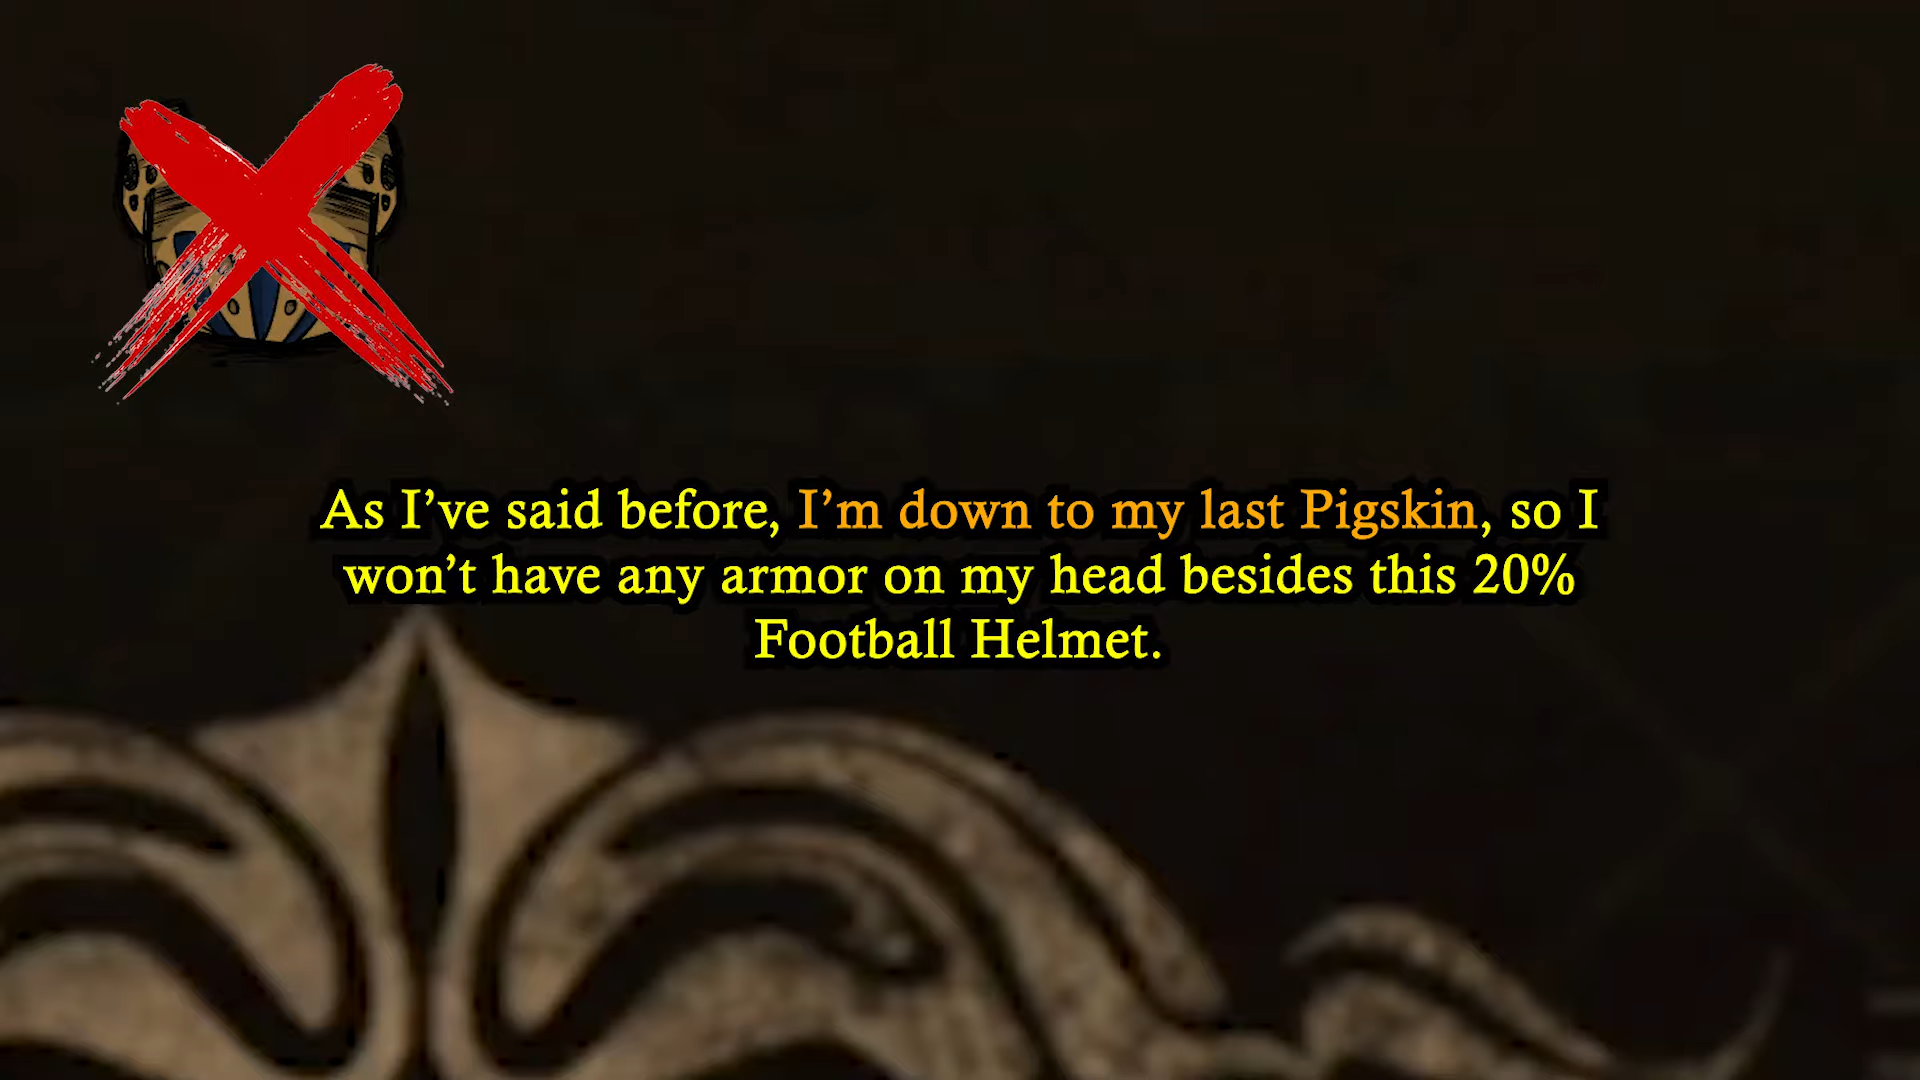 As I’ve said before, I’m down to my last Pigskin, so I
won’t have any armor on my head besides this 20%
Football Helmet.